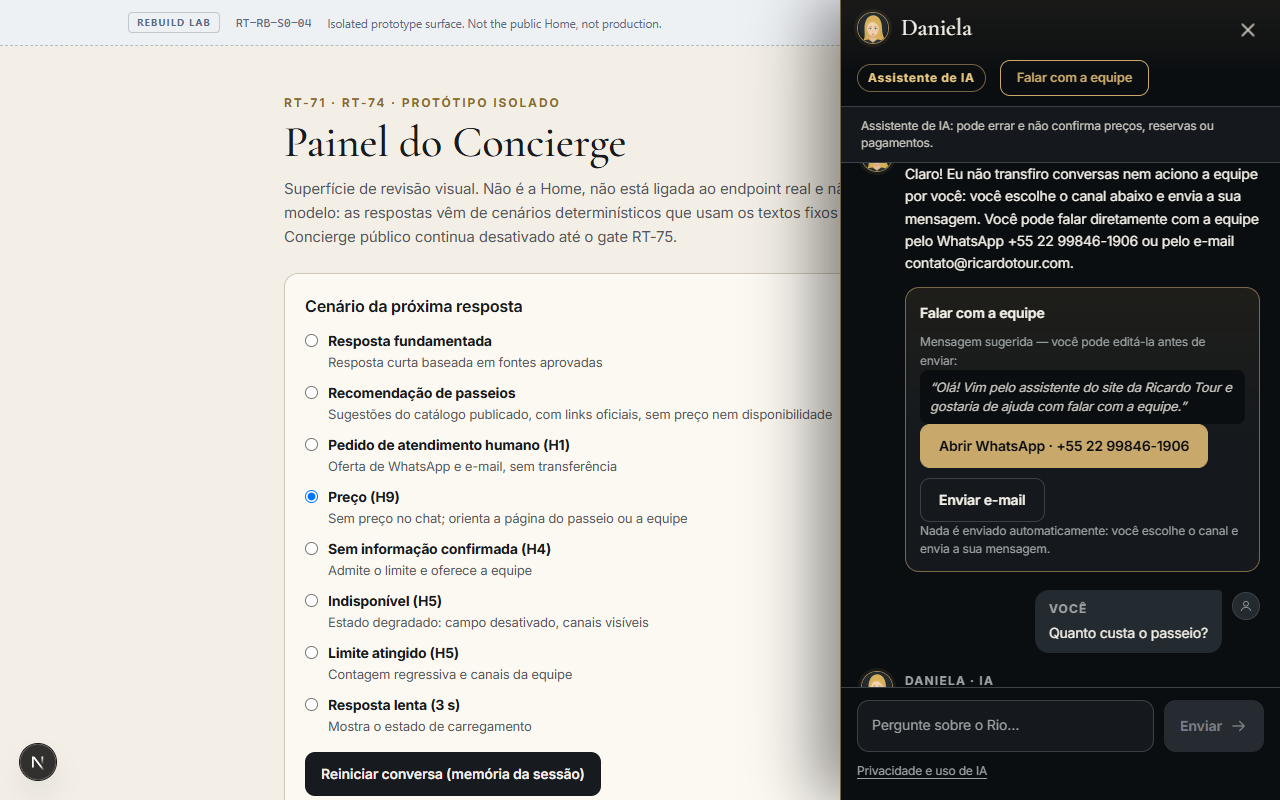 REBUILD LAB RT-RB-S0-04 Isolated prototype surface. Not the public Home, not production.
RT-71 · RT-74 · PROTÓTIPO ISOLADO
Painel do Concierge
Superfície de revisão visual. Não é a Home, não está ligada ao endpoint real e nã
modelo: as respostas vêm de cenários determinísticos que usam os textos fixos
Concierge público continua desativado até o gate RT-75.
Cenário da próxima resposta
Resposta fundamentada
Resposta curta baseada em fontes aprovadas
Recomendação de passeios
Sugestões do catálogo publicado, com links oficiais, sem preço nem disponibilidade
Pedido de atendimento humano (H1)
Oferta de WhatsApp e e-mail, sem transferência
Preço (H9)
Sem preço no chat; orienta a página do passeio ou a equipe
Sem informação confirmada (H4)
Admite o limite e oferece a equipe
Indisponível (H5)
Estado degradado: campo desativado, canais visíveis
Limite atingido (H5)
Contagem regressiva e canais da equipe
Resposta lenta (3 s)
Mostra o estado de carregamento
Reiniciar conversa (memória da sessão)
N
Daniela
Assistente de IA
Falar com a equipe
Assistente de IA: pode errar e não confirma preços, reservas ou
pagamentos.
Claro! Eu não transfiro conversas nem aciono a equipe
por você: você escolhe o canal abaixo e envia a sua
mensagem. Você pode falar diretamente com a equipe
pelo WhatsApp +55 22 99846-1906 ou pelo e-mail
contato@ricardotour.com.
Falar com a equipe
Mensagem sugerida — você pode editá-la antes de
enviar:
“Olá! Vim pelo assistente do site da Ricardo Tour e
gostaria de ajuda com falar com a equipe.”
Abrir WhatsApp · +55 22 99846-1906
Enviar e-mail
Nada é enviado automaticamente: você escolhe o canal e
envia a sua mensagem.
VOCÊ
Quanto custa o passeio?
DANIELA · IA
Pergunte sobre o Rio...
Enviar →
Privacidade e uso de IA